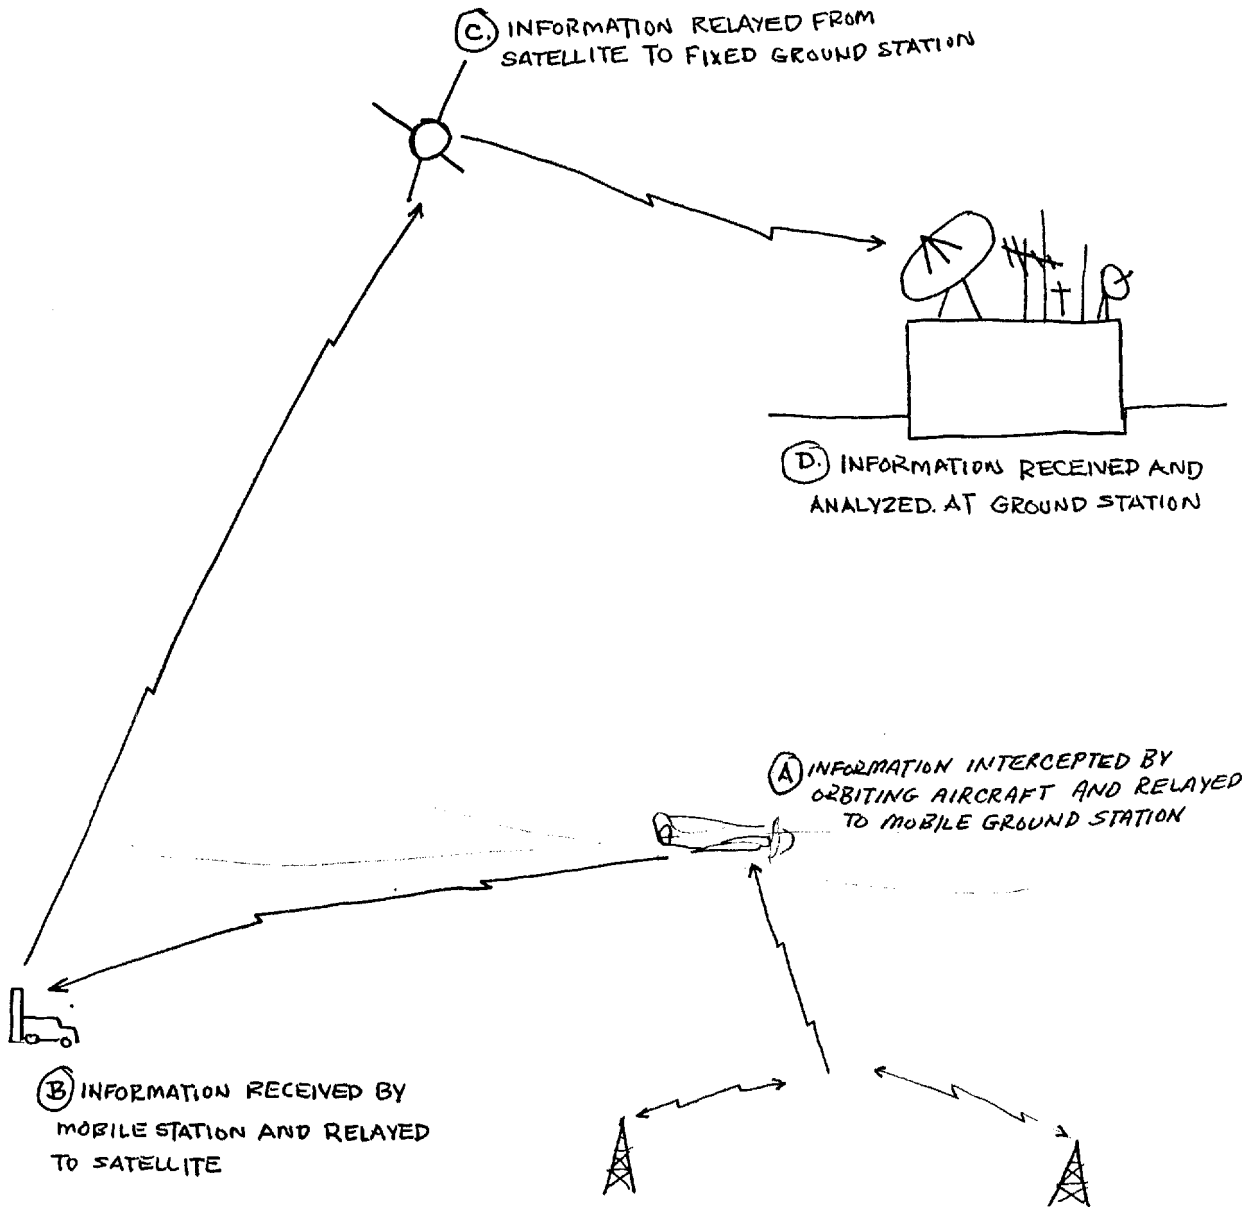 C. INFORMATION RELAYED FROM
SATELLITE TO FIXED GROUND STATION
D. INFORMATION RECEIVED AND
ANALYZED. AT GROUND STATION
A INFORMATION INTERCEPTED BY
ORBITING AIRCRAFT AND RELAYED
TO MOBILE GROUND STATION
B INFORMATION RECEIVED BY
MOBILE STATION AND RELAYED
TO SATELLITE